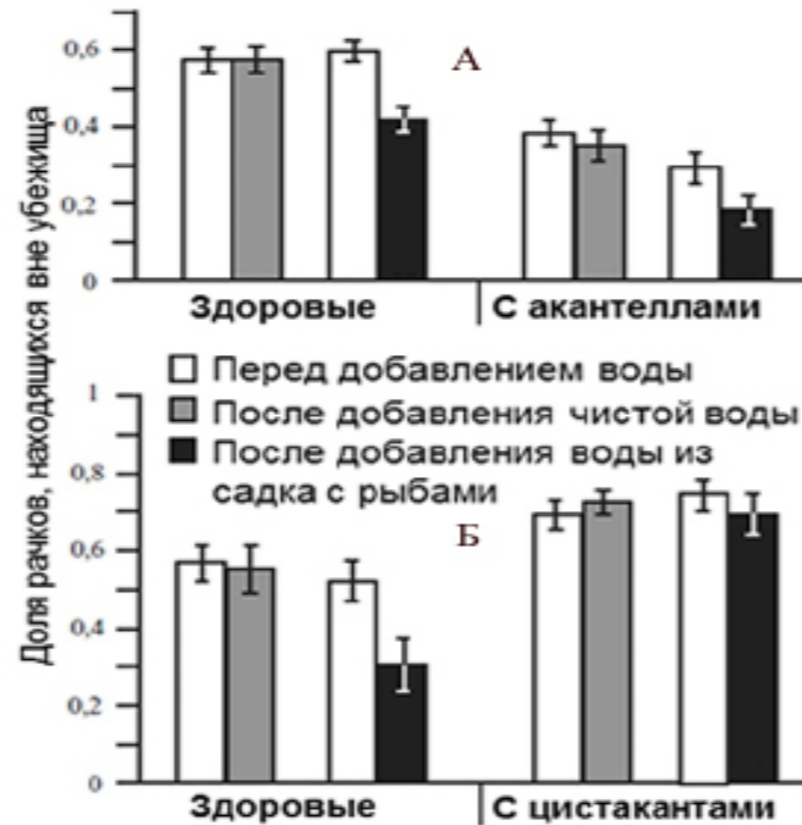 Доля рачков, находящихся вне убежища
0,6
А
0,4
0,2
0
Здоровые
С акантеллами
Перед добавлением воды
1
После добавления чистой воды
После добавления воды из
садка с рыбами
0,8
Б
0,6
0,4
0,2
0
Здоровые
С цистакантами